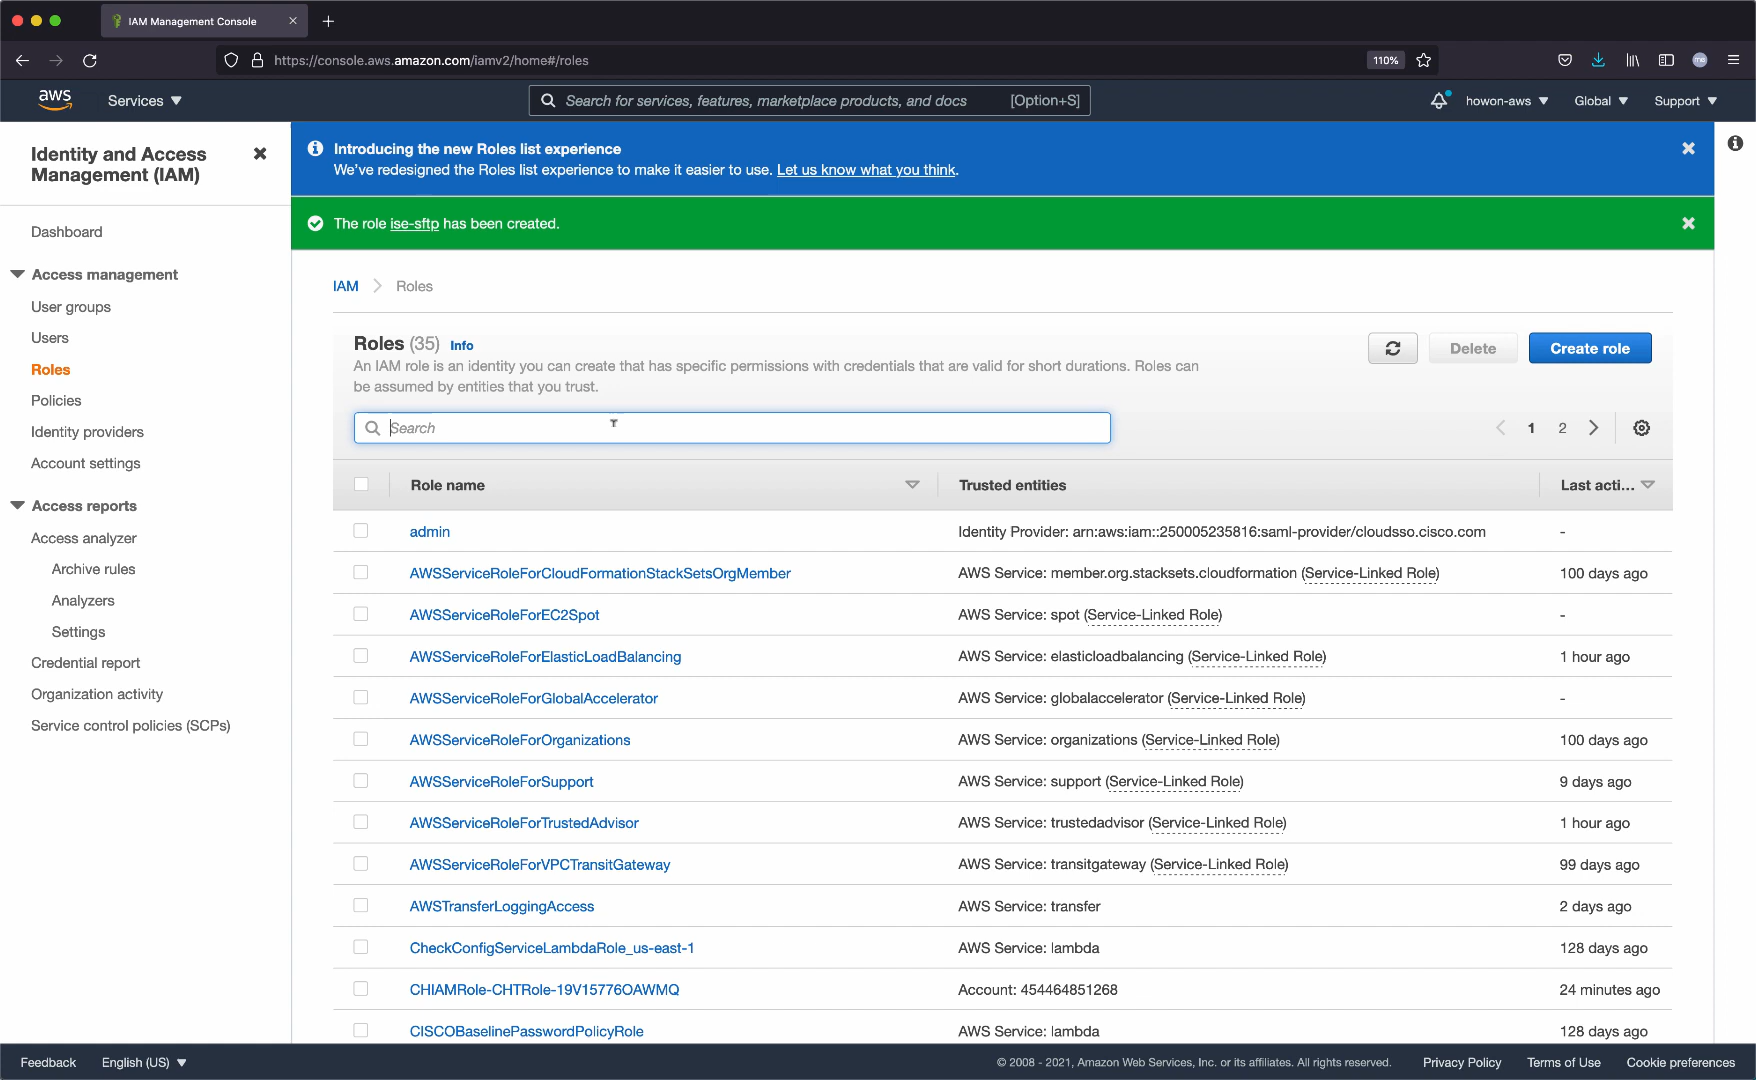 IAM Management Console
https://console.aws.amazon.com/iamv2/home#/roles
110%
aws
Services
Search for services, features, marketplace products, and docs
[Option+S]
howon-aws
Global
Support
Identity and Access
Management (IAM)
Introducing the new Roles list experience
We've redesigned the Roles list experience to make it easier to use. Let us know what you think.
The role ise-sftp has been created.
Dashboard
Access management
User groups
Users
Roles
Policies
Identity providers
Account settings
Access reports
Access analyzer
Archive rules
Analyzers
Settings
Credential report
Organization activity
Service control policies (SCPs)
IAM
Roles
Roles (35) Info
An IAM role is an identity you can create that has specific permissions with credentials that are valid for short durations. Roles can
be assumed by entities that you trust.
Delete
Create role
Search
1
2
Role name
Trusted entities
Last acti...
admin
Identity Provider: arn:aws:iam::250005235816:saml-provider/cloudsso.cisco.com
-
AWSServiceRoleForCloudFormationStackSetsOrgMember
AWS Service: member.org.stacksets.cloudformation (Service-Linked Role)
100 days ago
AWSServiceRoleForEC2Spot
AWS Service: spot (Service-Linked Role)
-
AWSServiceRoleForElasticLoadBalancing
AWS Service: elasticloadbalancing (Service-Linked Role)
1 hour ago
AWSServiceRoleForGlobalAccelerator
AWS Service: globalaccelerator (Service-Linked Role)
-
AWSServiceRoleForOrganizations
AWS Service: organizations (Service-Linked Role)
100 days ago
AWSServiceRoleForSupport
AWS Service: support (Service-Linked Role)
9 days ago
AWSServiceRoleForTrustedAdvisor
AWS Service: trustedadvisor (Service-Linked Role)
1 hour ago
AWSServiceRoleForVPCTransitGateway
AWS Service: transitgateway (Service-Linked Role)
99 days ago
AWSTransferLoggingAccess
AWS Service: transfer
2 days ago
CheckConfigServiceLambdaRole_us-east-1
AWS Service: lambda
128 days ago
CHIAMRole-CHTRole-19V15776OAWMQ
Account: 454464851268
24 minutes ago
CISCOBaselinePasswordPolicyRole
AWS Service: lambda
128 days ago
Feedback
English (US)
© 2008 - 2021, Amazon Web Services, Inc. or its affiliates. All rights reserved.
Privacy Policy
Terms of Use
Cookie preferences